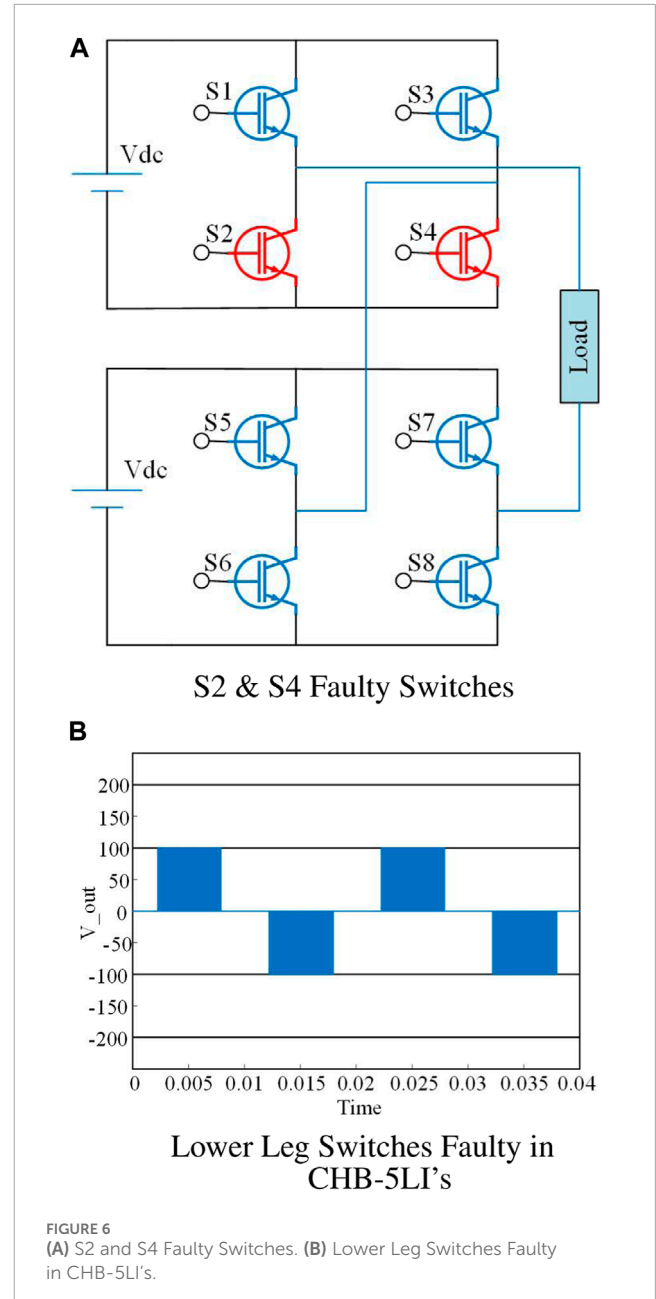 A
S1
S3
Vdc
S2
S4
Load
S5
S7
Vdc
S6
S8
S2 & S4 Faulty Switches
B
200
150
100
50
0
-50
-100
-150
-200
V_out
0 0.005 0.01 0.015 0.02 0.025 0.03 0.035 0.04
Time
Lower Leg Switches Faulty in
CHB-5LI's
FIGURE 6
(A) S2 and S4 Faulty Switches. (B) Lower Leg Switches Faulty
in CHB-5LI's.